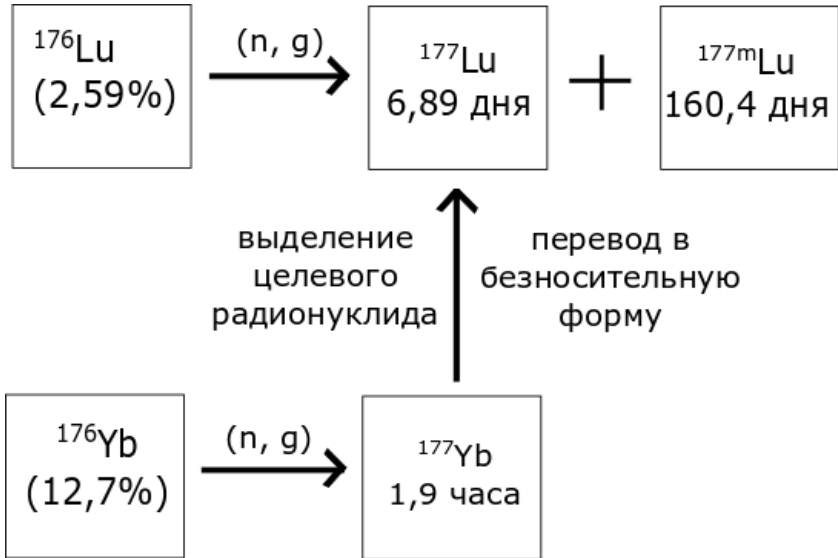 ¹⁷⁶Lu
(2,59%)
(n, g)
¹⁷⁷Lu
6,89 дня
+
¹⁷⁷ᵐLu
160,4 дня
выделение
целевого
радионуклида
перевод в
безносительную
форму
¹⁷⁶Yb
(12,7%)
(n, g)
¹⁷⁷Yb
1,9 часа